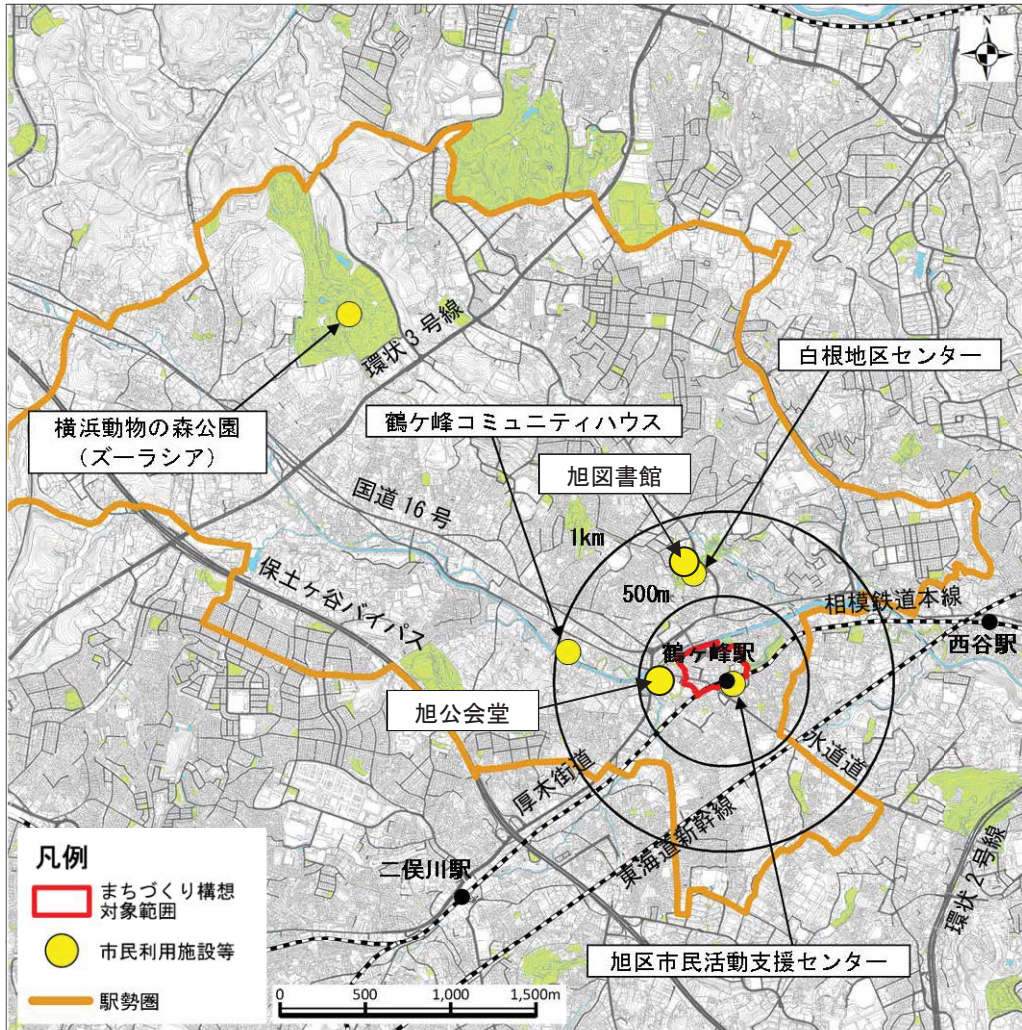 N
環状3号線
白根地区センター
鶴ケ峰コミュニティハウス
横浜動物の森公園
（ズーラシア）
旭図書館
国道16号
1km
500m
保土ヶ谷バイパス
相模鉄道本線
西谷駅
鶴ヶ峰駅
旭公会堂
水道道
厚木街道
東海道新幹線
二俣川駅
環状2号線
旭区市民活動支援センター
凡例
まちづくり構想
対象範囲
市民利用施設等
駅勢圏
0 500 1,000 1,500m